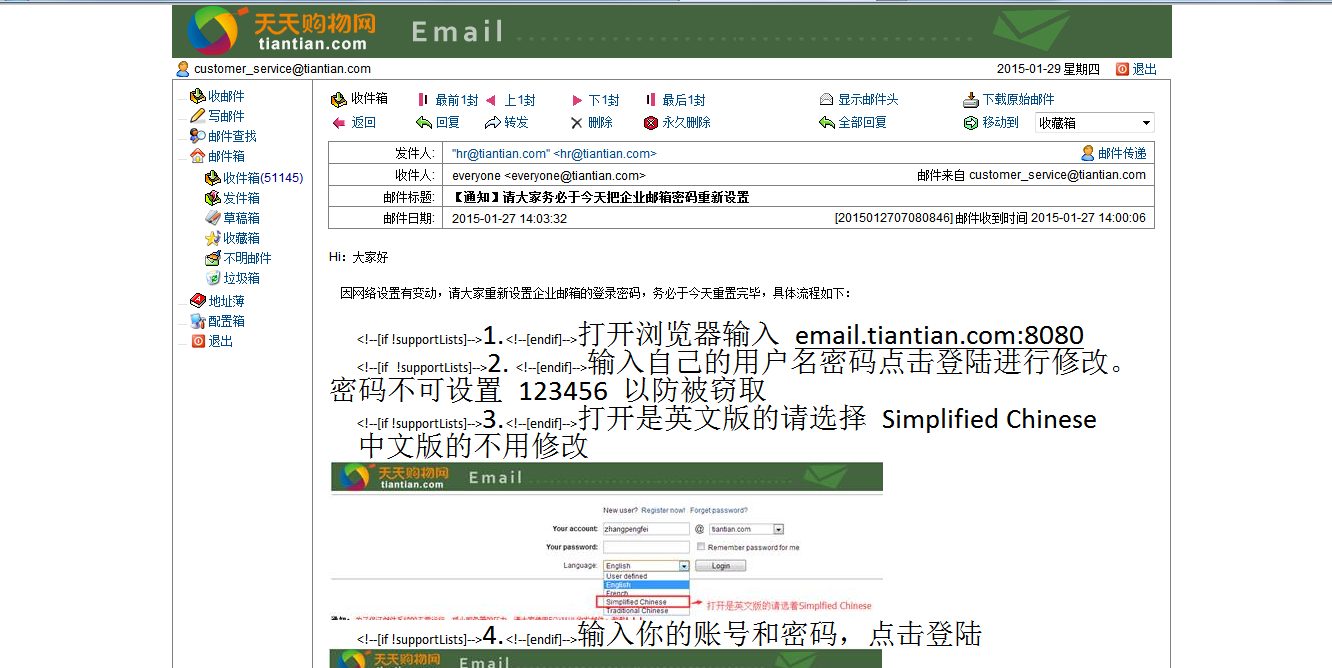 天天购物网
tiantian.com
Email
customer_service@tiantian.com
2015-01-29 星期四 退出
收邮件
写邮件
邮件查找
邮件箱
收件箱(51145)
发件箱
草稿箱
收藏箱
不明邮件
垃圾箱
地址薄
配置箱
退出
收件箱 最前1封 上1封 下1封 最后1封 显示邮件头 下载原始邮件
返回 回复 转发 删除 永久删除 全部回复 移动到 收藏箱
发件人: "hr@tiantian.com" <hr@tiantian.com> 邮件传递
收件人: everyone <everyone@tiantian.com> 邮件来自 customer_service@tiantian.com
邮件标题: 【通知】请大家务必于今天把企业邮箱密码重新设置
邮件日期: 2015-01-27 14:03:32 [2015012707080846] 邮件收到时间 2015-01-27 14:00:06
Hi：大家好
因网络设置有变动，请大家重新设置企业邮箱的登录密码，务必于今天重置完毕，具体流程如下：
<!--[if !supportLists]-->1.<!--[endif]-->打开浏览器输入 email.tiantian.com:8080
<!--[if !supportLists]-->2. <!--[endif]-->输入自己的用户名密码点击登陆进行修改。
密码不可设置 123456 以防被窃取
<!--[if !supportLists]-->3.<!--[endif]-->打开是英文版的请选择 Simplified Chinese
中文版的不用修改
天天购物网
tiantian.com
Email
New user? Register now! Forget password?
Your account: zhangpengfei @ tiantian.com
Your password: Remember password for me
Language: English Login
User defined
English
French
Simplified Chinese
打开是英文版的请选着Simplified Chinese
Traditional Chinese
<!--[if !supportLists]-->4.<!--[endif]-->输入你的账号和密码，点击登陆
天天购物网
Email